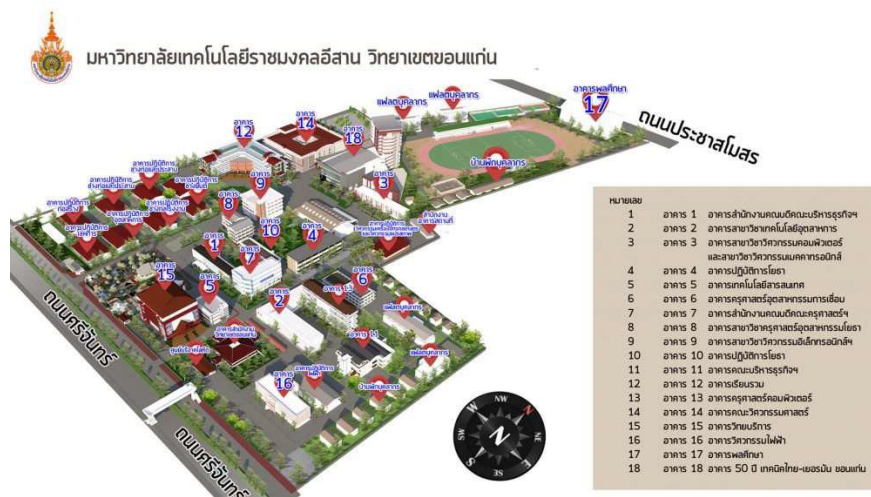 มหาวิทยาลัยเทคโนโลยีราชมงคลอีสาน วิทยาเขตขอนแก่น
อาคารพลศึกษา
17
แฟลตบุคลากร
แฟลตบุคลากร
ถนนประชาสโมสร
อาคาร
14
อาคาร
12
อาคาร
18
บ้านพักบุคลากร
อาคาร
3
อาคาร
9
อาคาร
8
อาคาร
10
อาคาร
4
อาคาร
1
อาคาร
7
อาคาร
15
อาคาร
5
อาคาร
6
อาคาร 13
อาคาร
2
อาคาร 11
อาคาร
16
แฟลตบุคลากร
แฟลตบุคลากร
บ้านพักบุคลากร
ถนนศรีจันทร์
ถนนศรีจันทร์
NW
N
NE
E
SE
S
SW
W
หมายเลข
1 อาคาร 1 อาคารสำนักงานคณบดีคณะบริหารธุรกิจฯ
2 อาคาร 2 อาคารสาขาวิชาเทคโนโลยีอุตสาหการ
3 อาคาร 3 อาคารสาขาวิชาวิศวกรรมคอมพิวเตอร์
และสาขาวิชาวิศวกรรมเมคาทรอนิกส์
4 อาคาร 4 อาคารปฏิบัติการโยธา
5 อาคาร 5 อาคารเทคโนโลยีสารสนเทศ
6 อาคาร 6 อาคารครุศาสตร์อุตสาหกรรมการเชื่อม
7 อาคาร 7 อาคารสำนักงานคณบดีคณะครุศาสตร์ฯ
8 อาคาร 8 อาคารสาขาวิชาครุศาสตร์อุตสาหกรรมโยธา
9 อาคาร 9 อาคารสาขาวิชาวิศวกรรมอิเล็กทรอนิกส์ฯ
10 อาคาร 10 อาคารปฏิบัติการโยธา
11 อาคาร 11 อาคารคณะบริหารธุรกิจฯ
12 อาคาร 12 อาคารเรียนรวม
13 อาคาร 13 อาคารครุศาสตร์คอมพิวเตอร์
14 อาคาร 14 อาคารคณะวิศวกรรมศาสตร์
15 อาคาร 15 อาคารวิทยบริการ
16 อาคาร 16 อาคารวิศวกรรมไฟฟ้า
17 อาคาร 17 อาคารพลศึกษา
18 อาคาร 18 อาคาร 50 ปี เทคนิคไทย-เยอรมัน ขอนแก่น